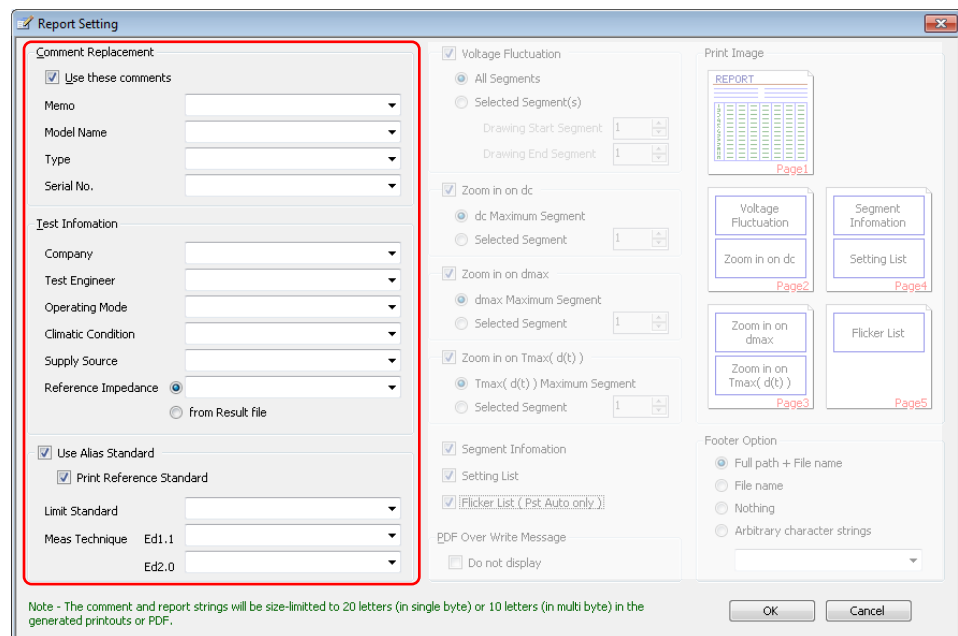 Report Setting
Comment Replacement
Use these comments
Memo
Model Name
Type
Serial No.
Test Infomation
Company
Test Engineer
Operating Mode
Climatic Condition
Supply Source
Reference Impedance
from Result file
Use Alias Standard
Print Reference Standard
Limit Standard
Meas Technique Ed1.1
Ed2.0
Voltage Fluctuation
All Segments
Selected Segment(s)
Drawing Start Segment 1
Drawing End Segment 1
Zoom in on dc
dc Maximum Segment
Selected Segment 1
Zoom in on dmax
dmax Maximum Segment
Selected Segment 1
Zoom in on Tmax( d(t) )
Tmax( d(t) ) Maximum Segment
Selected Segment 1
Segment Infomation
Setting List
Flicker List ( Pst Auto only )
PDF Over Write Message
Do not display
Print Image
REPORT
Page1
Voltage
Fluctuation
Zoom in on dc
Page2
Segment
Infomation
Setting List
Page4
Zoom in on
dmax
Zoom in on
Tmax( d(t) )
Page3
Flicker List
Page5
Footer Option
Full path + File name
File name
Nothing
Arbitrary character strings
Note - The comment and report strings will be size-limitted to 20 letters (in single byte) or 10 letters (in multi byte) in the
generated printouts or PDF.
OK
Cancel